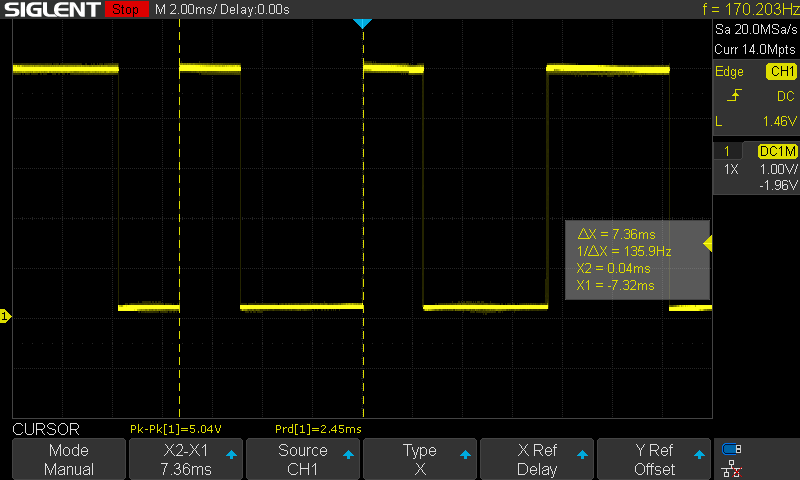 SIGLENT Stop M 2.00ms/ Delay:0.00s f = 170.203Hz
Sa 20.0MSa/s
Curr 14.0Mpts
Edge CH1
DC
L 1.46V
1 DC1M
1X 1.00V/
-1.96V
ΔX = 7.36ms
1/ΔX = 135.9Hz
X2 = 0.04ms
X1 = -7.32ms
1
CURSOR Pk-Pk[1]=5.04V Prd[1]=2.45ms
Mode X2-X1 Source Type X Ref Y Ref
Manual 7.36ms CH1 X Delay Offset